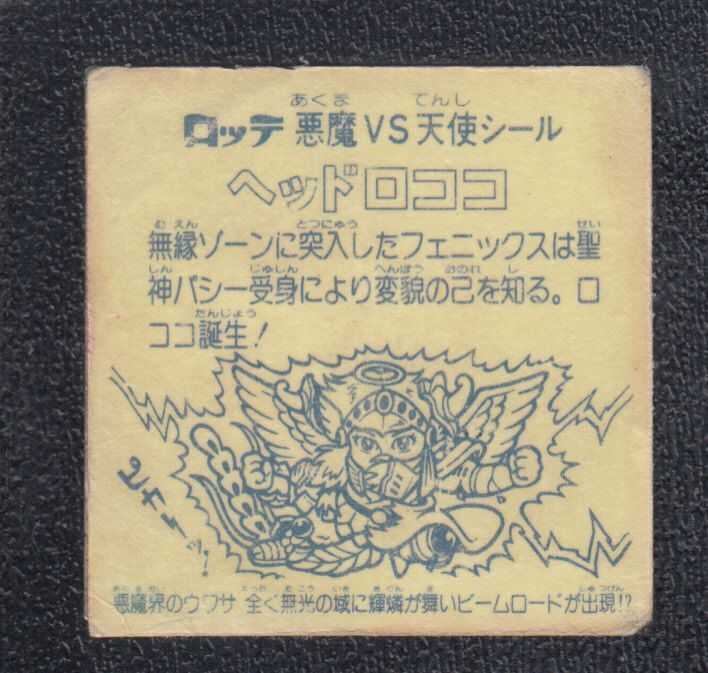 ロッテ 悪魔VS天使シール
ヘッドロココ
無縁ゾーンに突入したフェニックスは聖
神パシー受身により変貌の己を知る。ロ
ココ誕生!
ピカーッ!
悪魔界のウワサ 全く無光の域に輝燐が舞いビームロードが出現!?